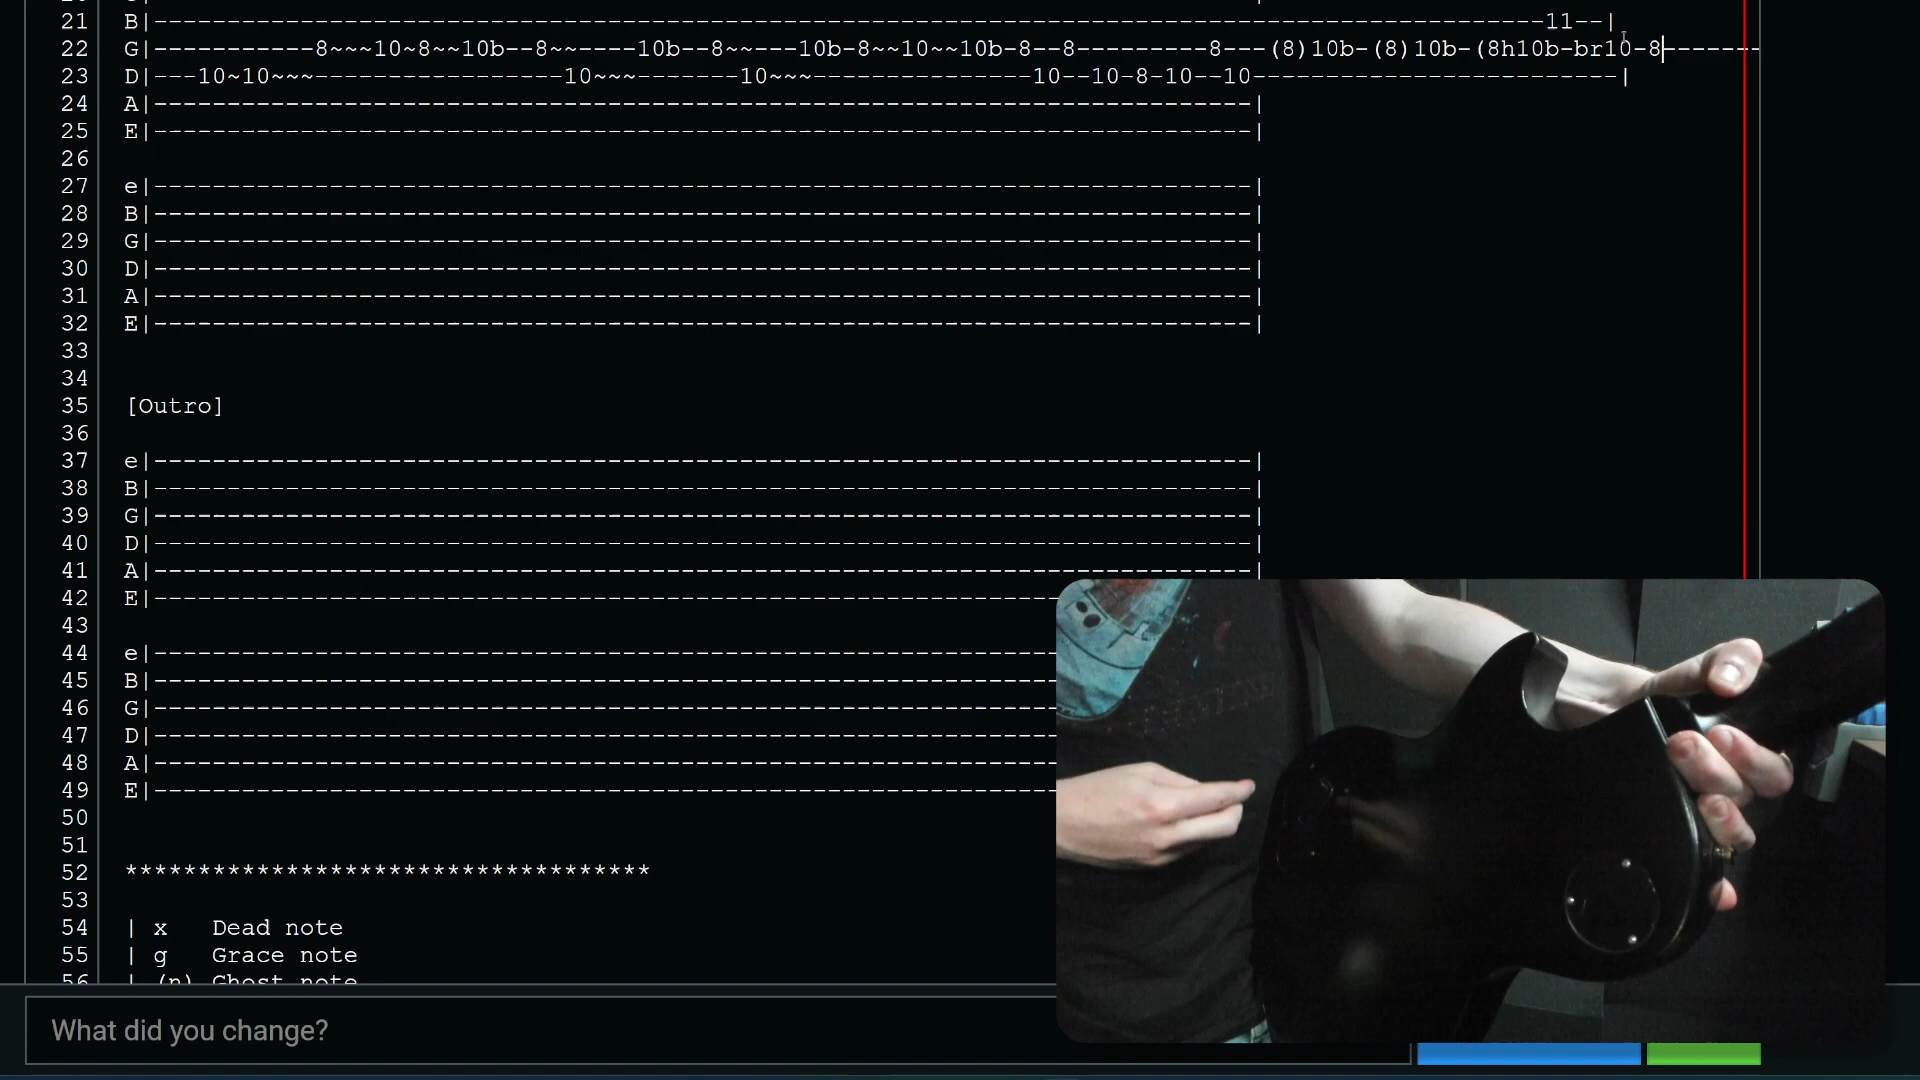 21 B|-----------------------------------------------------------------------------------------------11--|
22 G|-----------8~~~10~8~~10b--8~~----10b--8~~---10b-8~~10~~10b-8--8---------8---(8)10b-(8)10b-(8h10b-br10-8-------
23 D|---10~10~~~-----------------10~~~-------10~~~---------------10--10-8-10--10-------------------------|
24 A|---------------------------------------------------------------------------|
25 E|---------------------------------------------------------------------------|
26
27 e|---------------------------------------------------------------------------|
28 B|---------------------------------------------------------------------------|
29 G|---------------------------------------------------------------------------|
30 D|---------------------------------------------------------------------------|
31 A|---------------------------------------------------------------------------|
32 E|---------------------------------------------------------------------------|
33
34
35 [Outro]
36
37 e|---------------------------------------------------------------------------|
38 B|---------------------------------------------------------------------------|
39 G|---------------------------------------------------------------------------|
40 D|---------------------------------------------------------------------------|
41 A|---------------------------------------------------------------------------|
42 E|--------------------------------------------------------------
43
44 e|--------------------------------------------------------------
45 B|--------------------------------------------------------------
46 G|--------------------------------------------------------------
47 D|--------------------------------------------------------------
48 A|--------------------------------------------------------------
49 E|--------------------------------------------------------------
50
51
52 ************************************
53
54 | x   Dead note
55 | g   Grace note
56 | (n) Ghost note
What did you change?